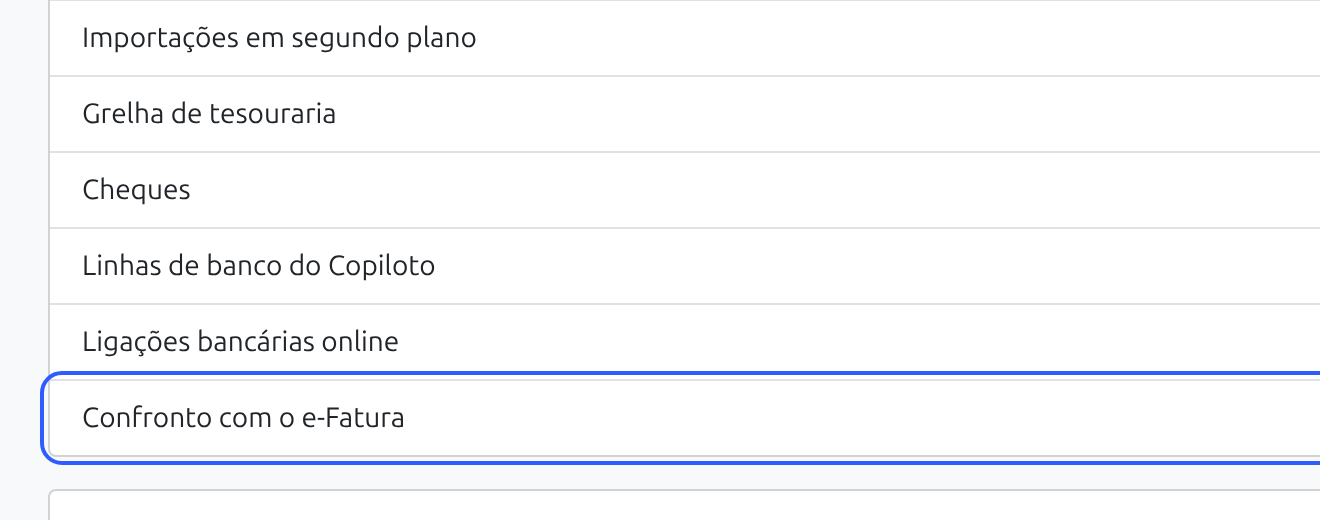 Importações em segundo plano
Grelha de tesouraria
Cheques
Linhas de banco do Copiloto
Ligações bancárias online
Confronto com o e-Fatura